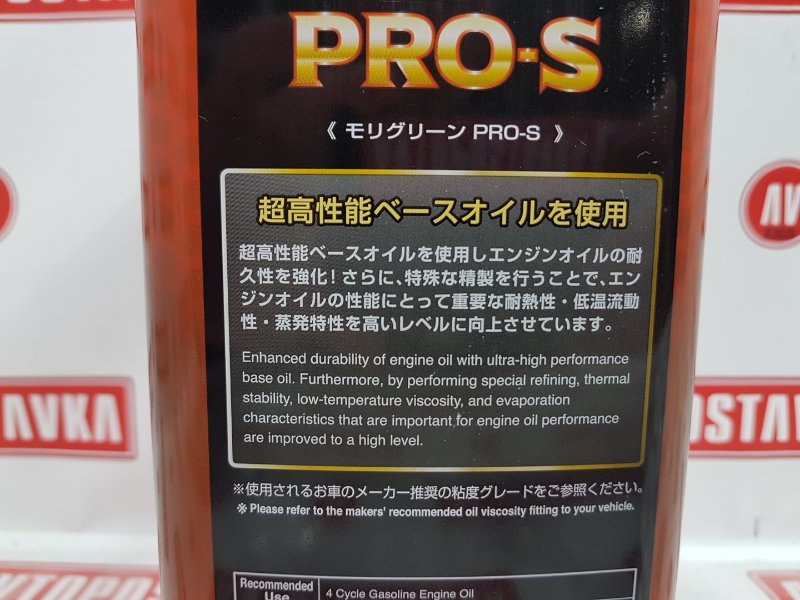 PRO-S
《 モリグリーン PRO-S 》
超高性能ベースオイルを使用
超高性能ベースオイルを使用しエンジンオイルの耐
久性を強化！さらに、特殊な精製を行うことで、エン
ジンオイルの性能にとって重要な耐熱性・低温流動
性・蒸発特性を高いレベルに向上させています。
Enhanced durability of engine oil with ultra-high performance
base oil. Furthermore, by performing special refining, thermal
stability, low-temperature viscosity, and evaporation
characteristics that are important for engine oil performance
are improved to a high level.
※使用されるお車のメーカー推奨の粘度グレードをご参照ください。
※ Please refer to the makers' recommended oil viscosity fitting to your vehicle.
Recommended
Use
4 Cycle Gasoline Engine Oil
AVKA
OSTAVKA
AV
AVTOPO